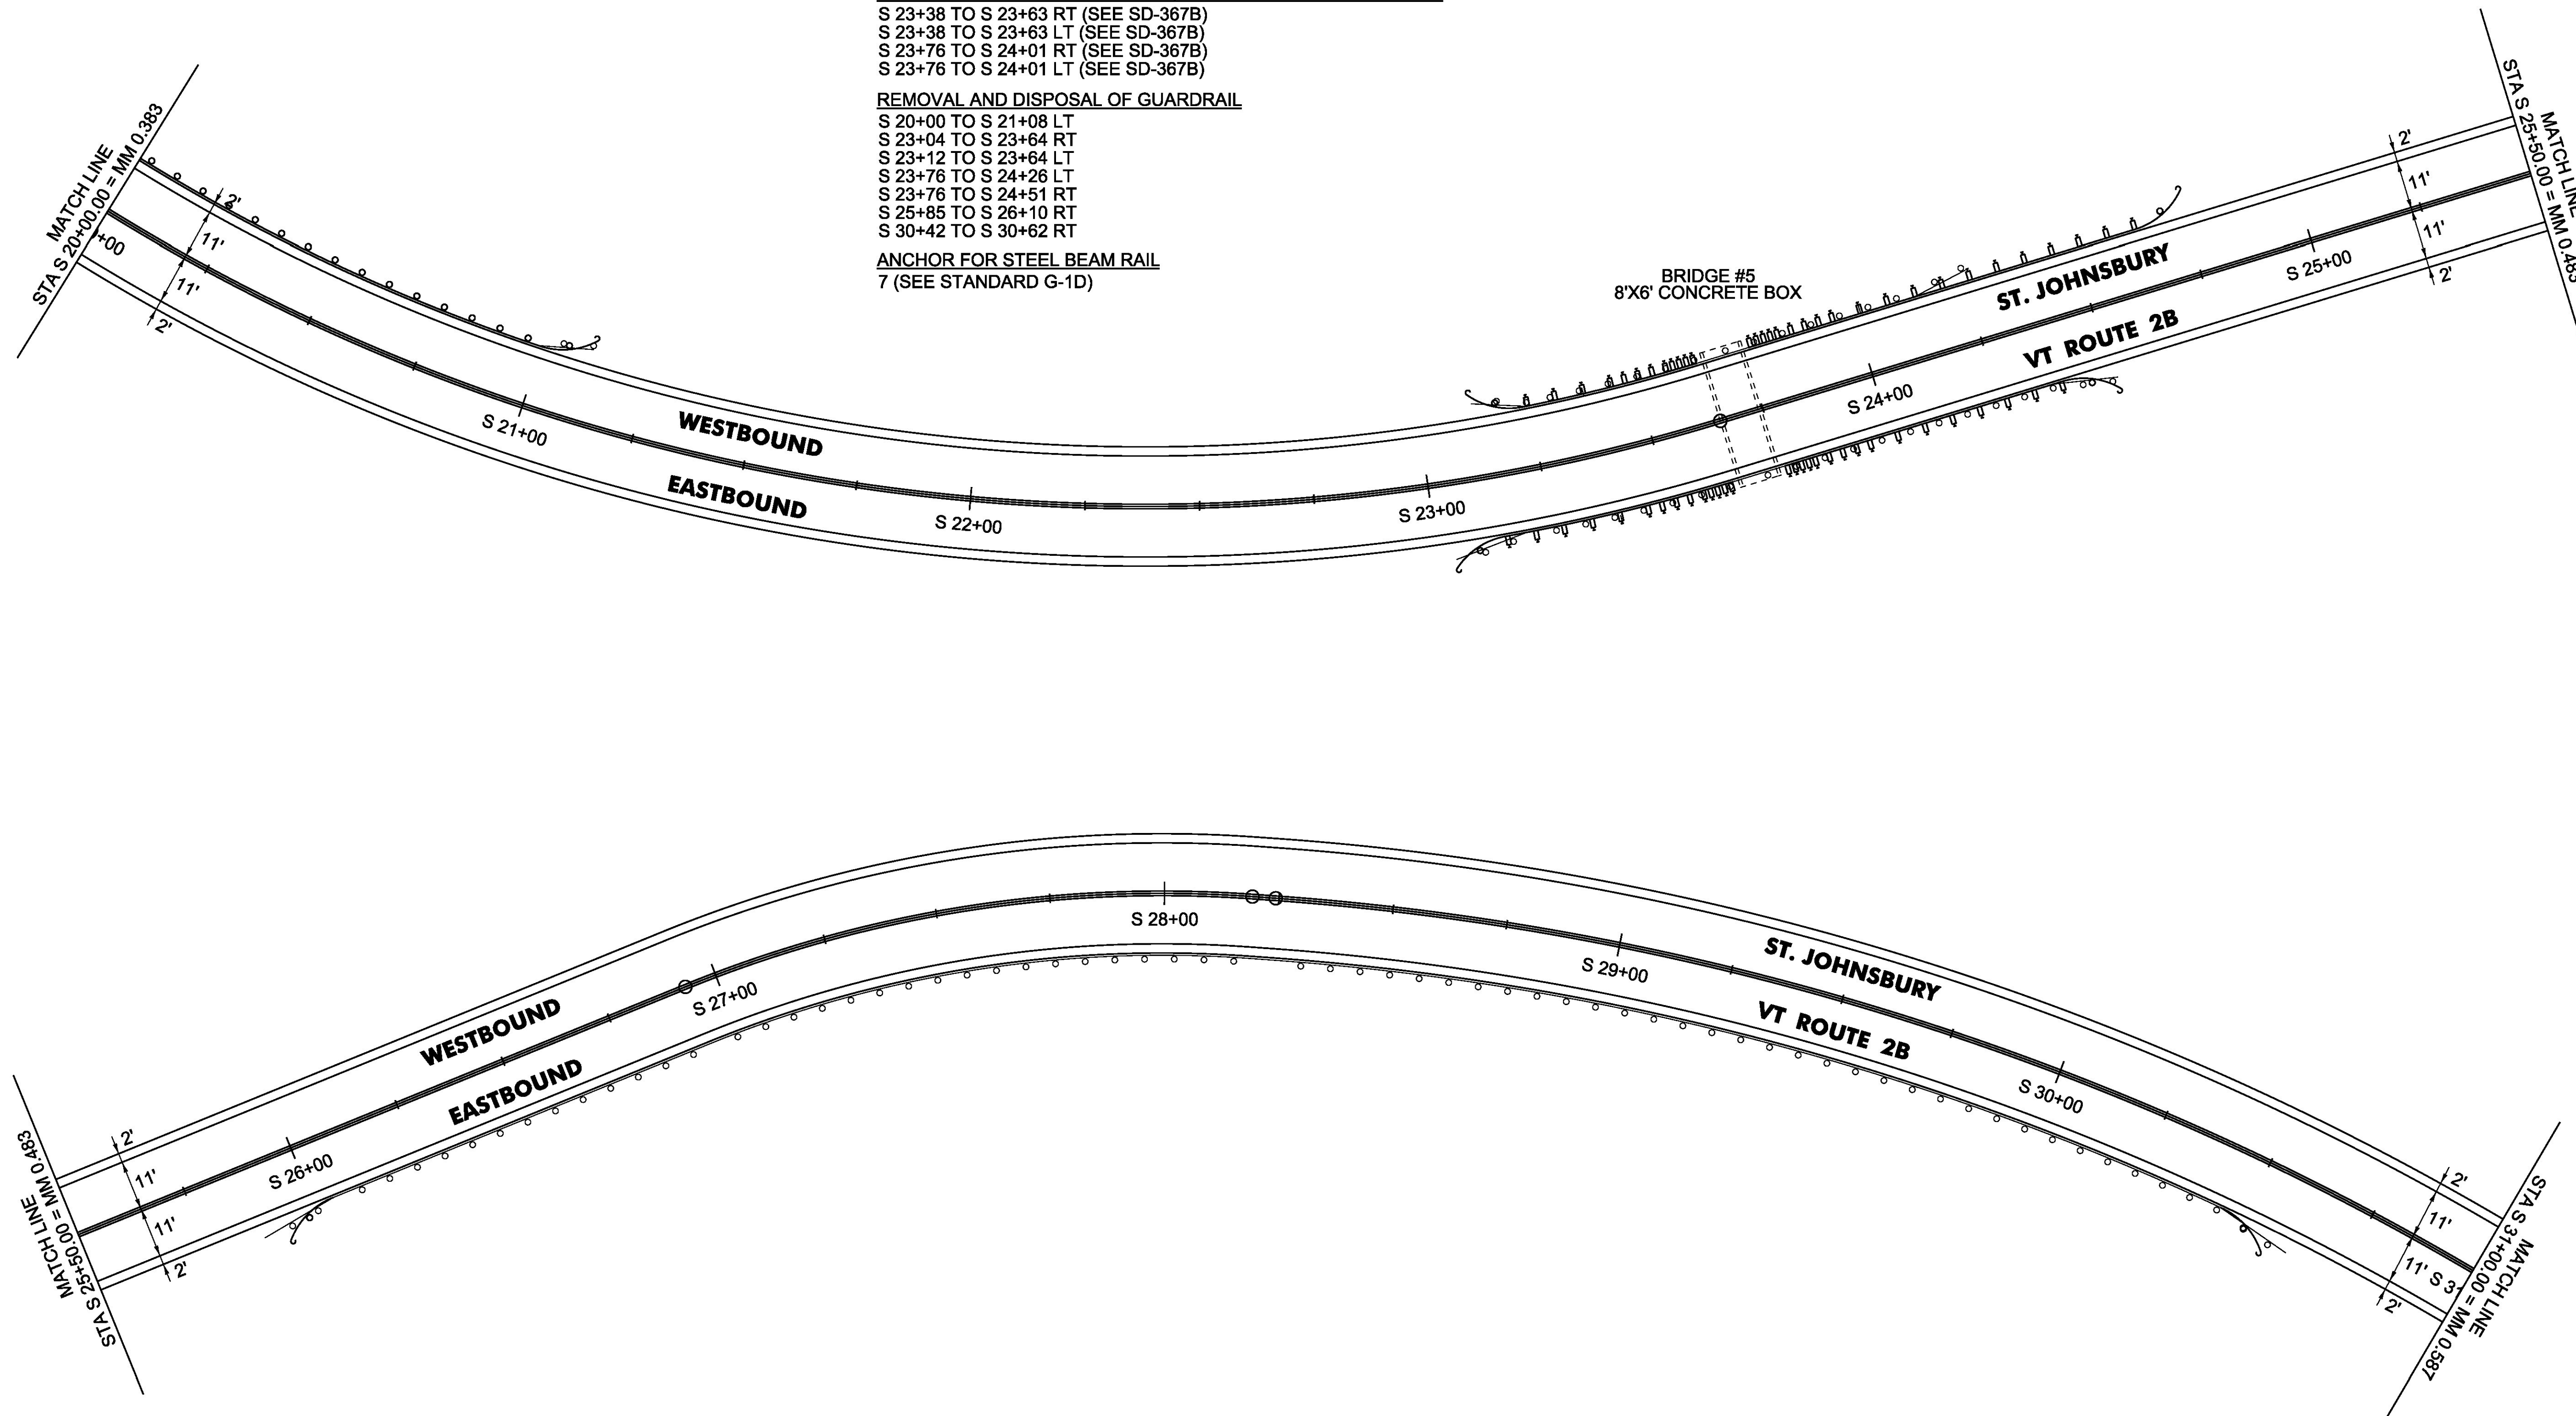 S 23+38 TO S 23+63 RT (SEE SD-367B)
S 23+38 TO S 23+63 LT (SEE SD-367B)
S 23+76 TO S 24+01 RT (SEE SD-367B)
S 23+76 TO S 24+01 LT (SEE SD-367B)
REMOVAL AND DISPOSAL OF GUARDRAIL
S 20+00 TO S 21+08 LT
S 23+04 TO S 23+64 RT
S 23+12 TO S 23+64 LT
S 23+76 TO S 24+26 LT
S 23+76 TO S 24+51 RT
S 25+85 TO S 26+10 RT
S 30+42 TO S 30+62 RT
ANCHOR FOR STEEL BEAM RAIL
7 (SEE STANDARD G-1D)
MATCH LINE
STA S 20+00.00 = MM 0.383
+00
2'
11'
11'
2'
S 21+00
WESTBOUND
EASTBOUND
S 22+00
S 23+00
BRIDGE #5
8'X6' CONCRETE BOX
S 24+00
ST. JOHNSBURY
VT ROUTE 2B
S 25+00
2'
11'
11'
2'
MATCH LINE
STA S 25+50.00 = MM 0.483
MATCH LINE
STA S 25+50.00 = MM 0.483
2'
11'
11'
2'
S 26+00
WESTBOUND
EASTBOUND
S 27+00
S 28+00
S 29+00
ST. JOHNSBURY
VT ROUTE 2B
S 30+00
2'
11'
11'
2'
S 31
MATCH LINE
STA S 31+00.00 = MM 0.587